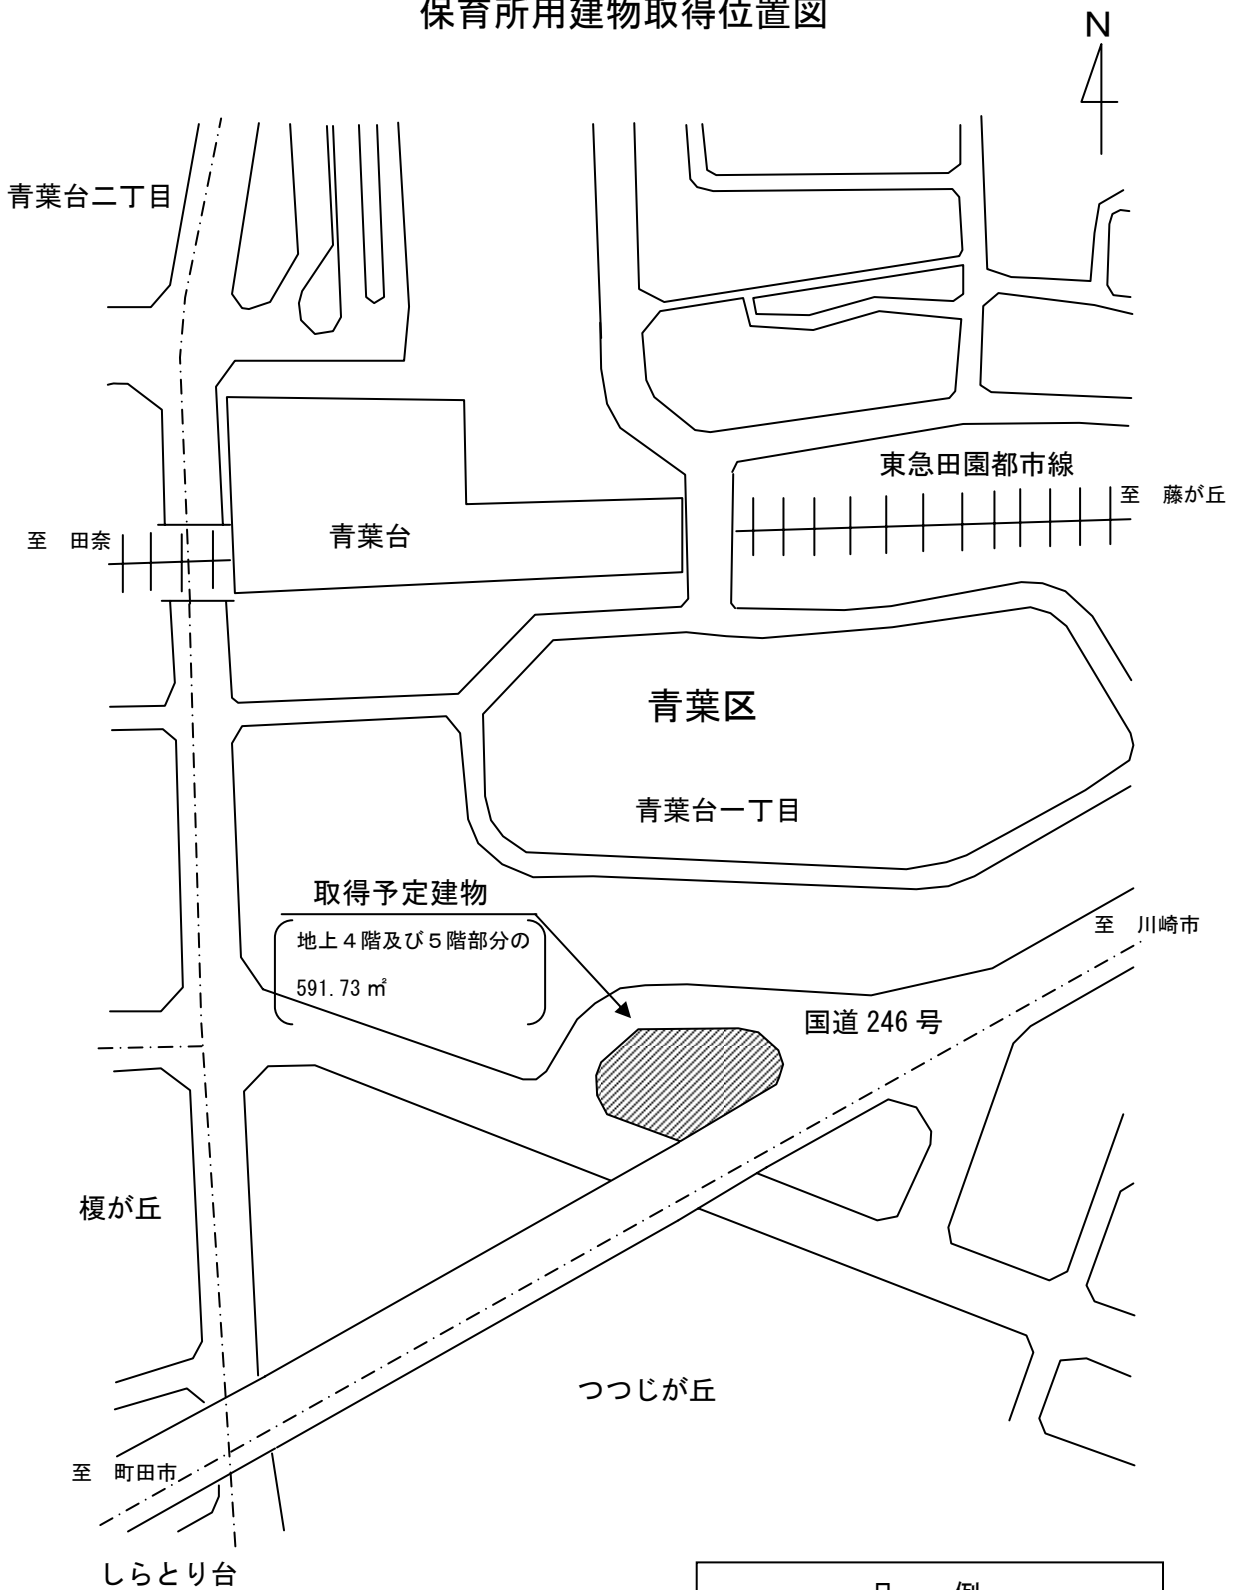 保育所用建物取得位置図
N
青葉台二丁目
東急田園都市線
至 藤が丘
至 田奈
青葉台
青葉区
青葉台一丁目
取得予定建物
地上4階及び5階部分の
591.73㎡
至 川崎市
国道246号
榎が丘
つつじが丘
至 町田市
しらとり台
凡 例